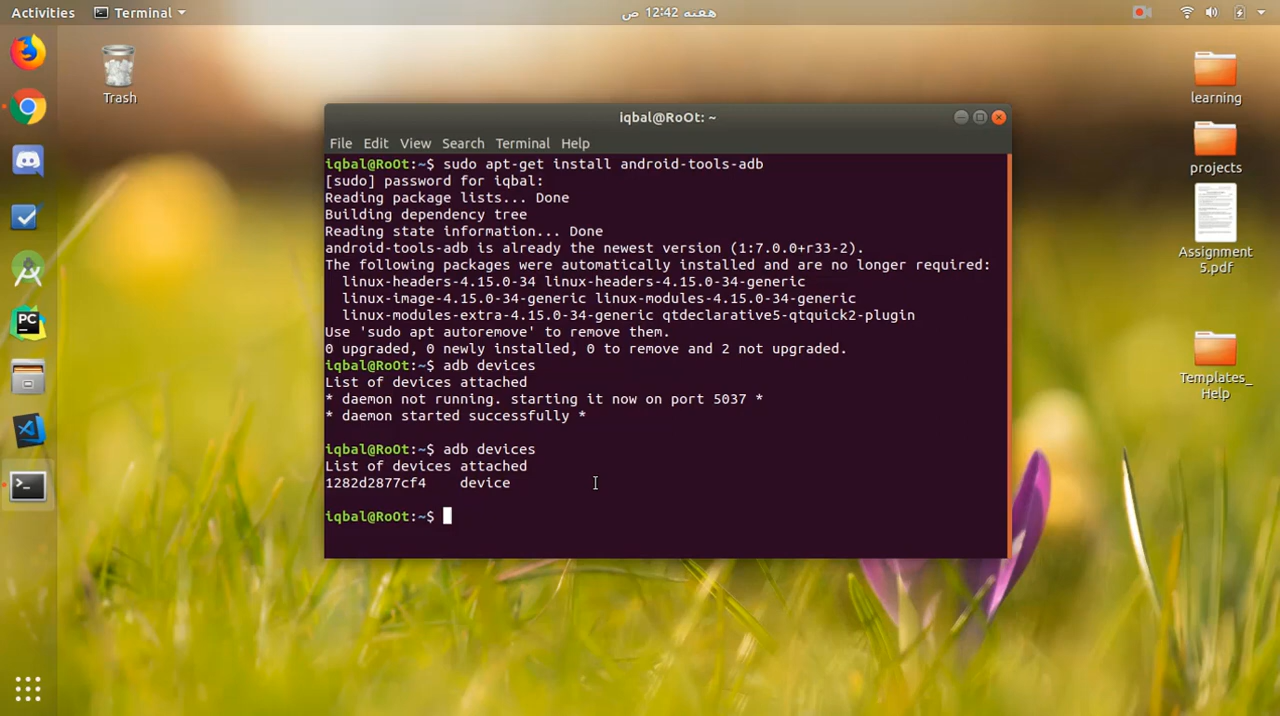 Activities
Terminal
هفته 12:42 ص
Trash
learning
projects
Assignment
5.pdf
Templates_
Help
PC
iqbal@RoOt: ~
File Edit View Search Terminal Help
iqbal@RoOt:~$ sudo apt-get install android-tools-adb
[sudo] password for iqbal:
Reading package lists... Done
Building dependency tree
Reading state information... Done
android-tools-adb is already the newest version (1:7.0.0+r33-2).
The following packages were automatically installed and are no longer required:
linux-headers-4.15.0-34 linux-headers-4.15.0-34-generic
linux-image-4.15.0-34-generic linux-modules-4.15.0-34-generic
linux-modules-extra-4.15.0-34-generic qtdeclarative5-qtquick2-plugin
Use 'sudo apt autoremove' to remove them.
0 upgraded, 0 newly installed, 0 to remove and 2 not upgraded.
iqbal@RoOt:~$ adb devices
List of devices attached
* daemon not running. starting it now on port 5037 *
* daemon started successfully *
iqbal@RoOt:~$ adb devices
List of devices attached
1282d2877cf4 device
iqbal@RoOt:~$